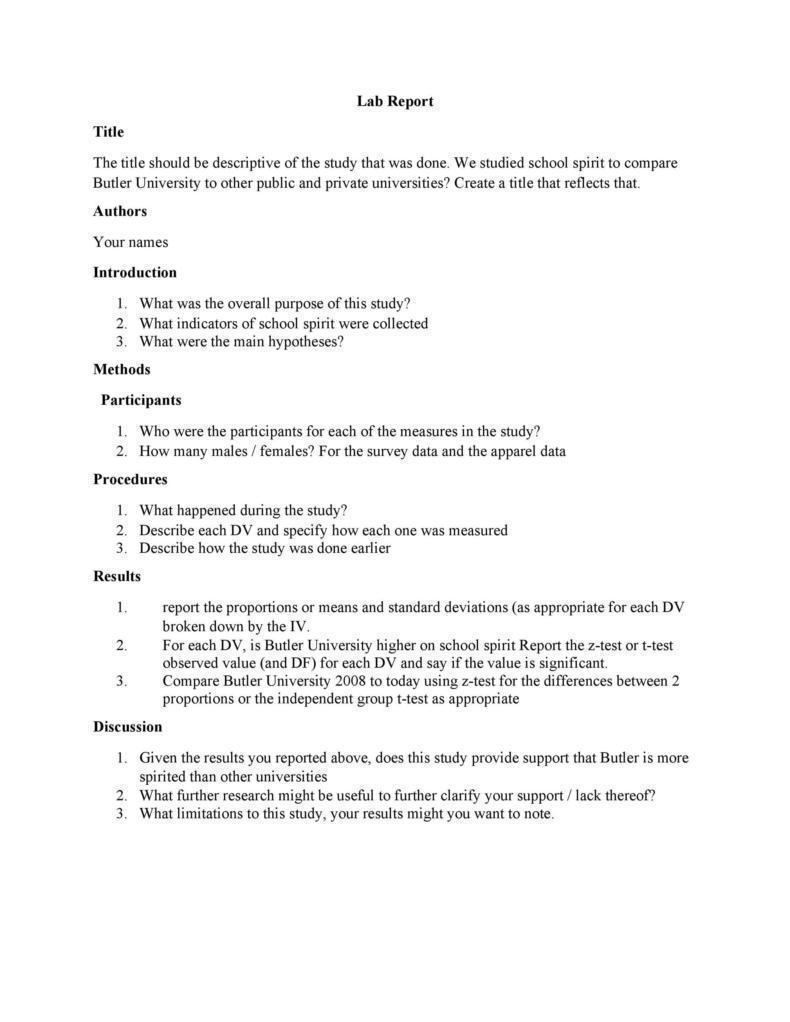 Lab Report
Title
The title should be descriptive of the study that was done. We studied school spirit to compare
Butler University to other public and private universities? Create a title that reflects that.
Authors
Your names
Introduction
1. What was the overall purpose of this study?
2. What indicators of school spirit were collected
3. What were the main hypotheses?
Methods
Participants
1. Who were the participants for each of the measures in the study?
2. How many males / females? For the survey data and the apparel data
Procedures
1. What happened during the study?
2. Describe each DV and specify how each one was measured
3. Describe how the study was done earlier
Results
1. report the proportions or means and standard deviations (as appropriate for each DV
broken down by the IV.
2. For each DV, is Butler University higher on school spirit Report the z-test or t-test
observed value (and DF) for each DV and say if the value is significant.
3. Compare Butler University 2008 to today using z-test for the differences between 2
proportions or the independent group t-test as appropriate
Discussion
1. Given the results you reported above, does this study provide support that Butler is more
spirited than other universities
2. What further research might be useful to further clarify your support / lack thereof?
3. What limitations to this study, your results might you want to note.